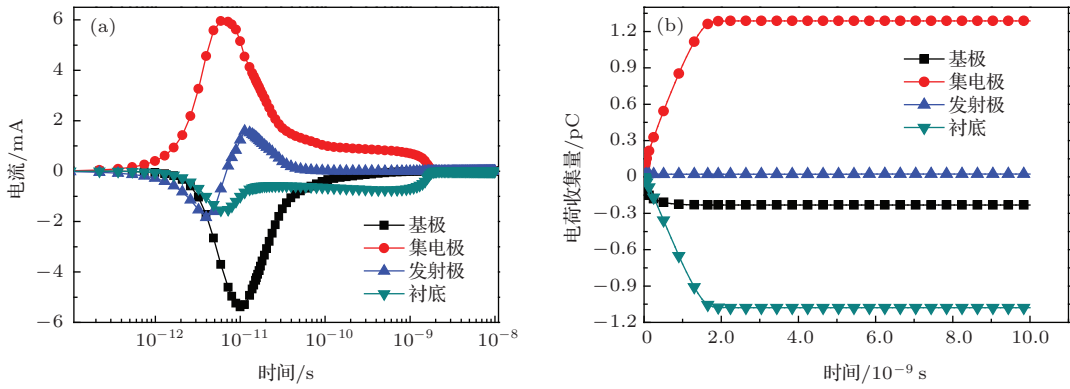 (a)
6
4
2
0
−2
−4
−6
电流/mA
基极
集电极
发射极
衬底
10−12
10−11
10−10
10−9
10−8
时间/s
(b)
1.2
0.9
0.6
0.3
0
−0.3
−0.6
−0.9
−1.2
电荷收集量/pC
基极
集电极
发射极
衬底
0
2.0
4.0
6.0
8.0
10.0
时间/10−9 s